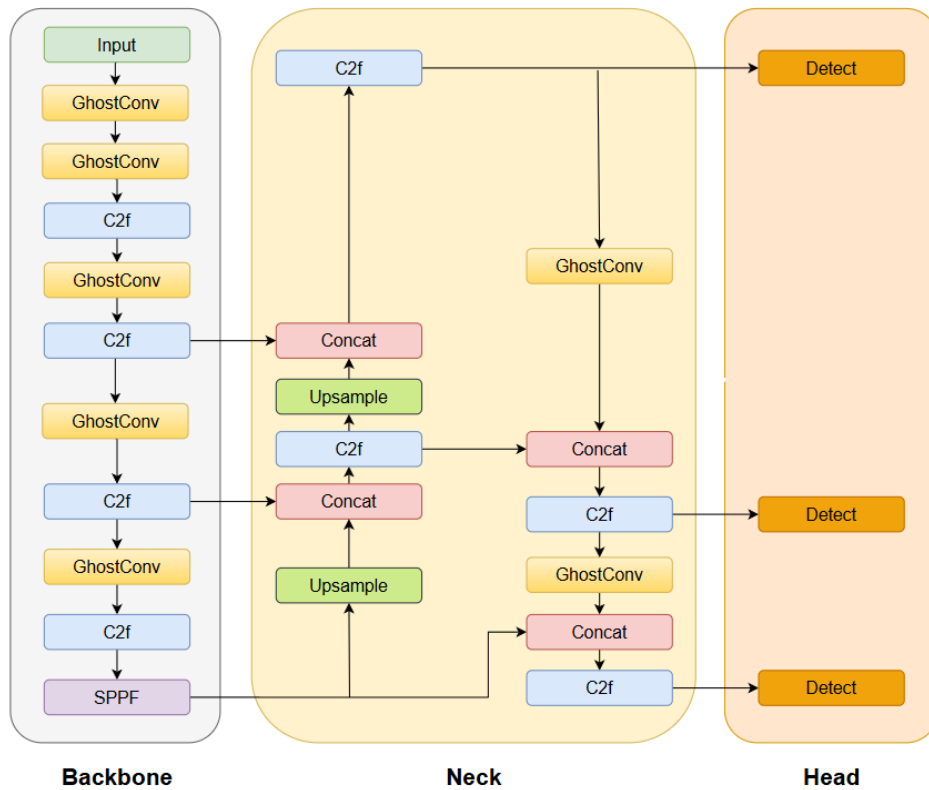 Input
GhostConv
GhostConv
C2f
GhostConv
C2f
GhostConv
C2f
GhostConv
C2f
SPPF
Backbone
C2f
Concat
Upsample
C2f
Concat
Upsample
GhostConv
Concat
C2f
GhostConv
Concat
C2f
Neck
Detect
Detect
Detect
Head